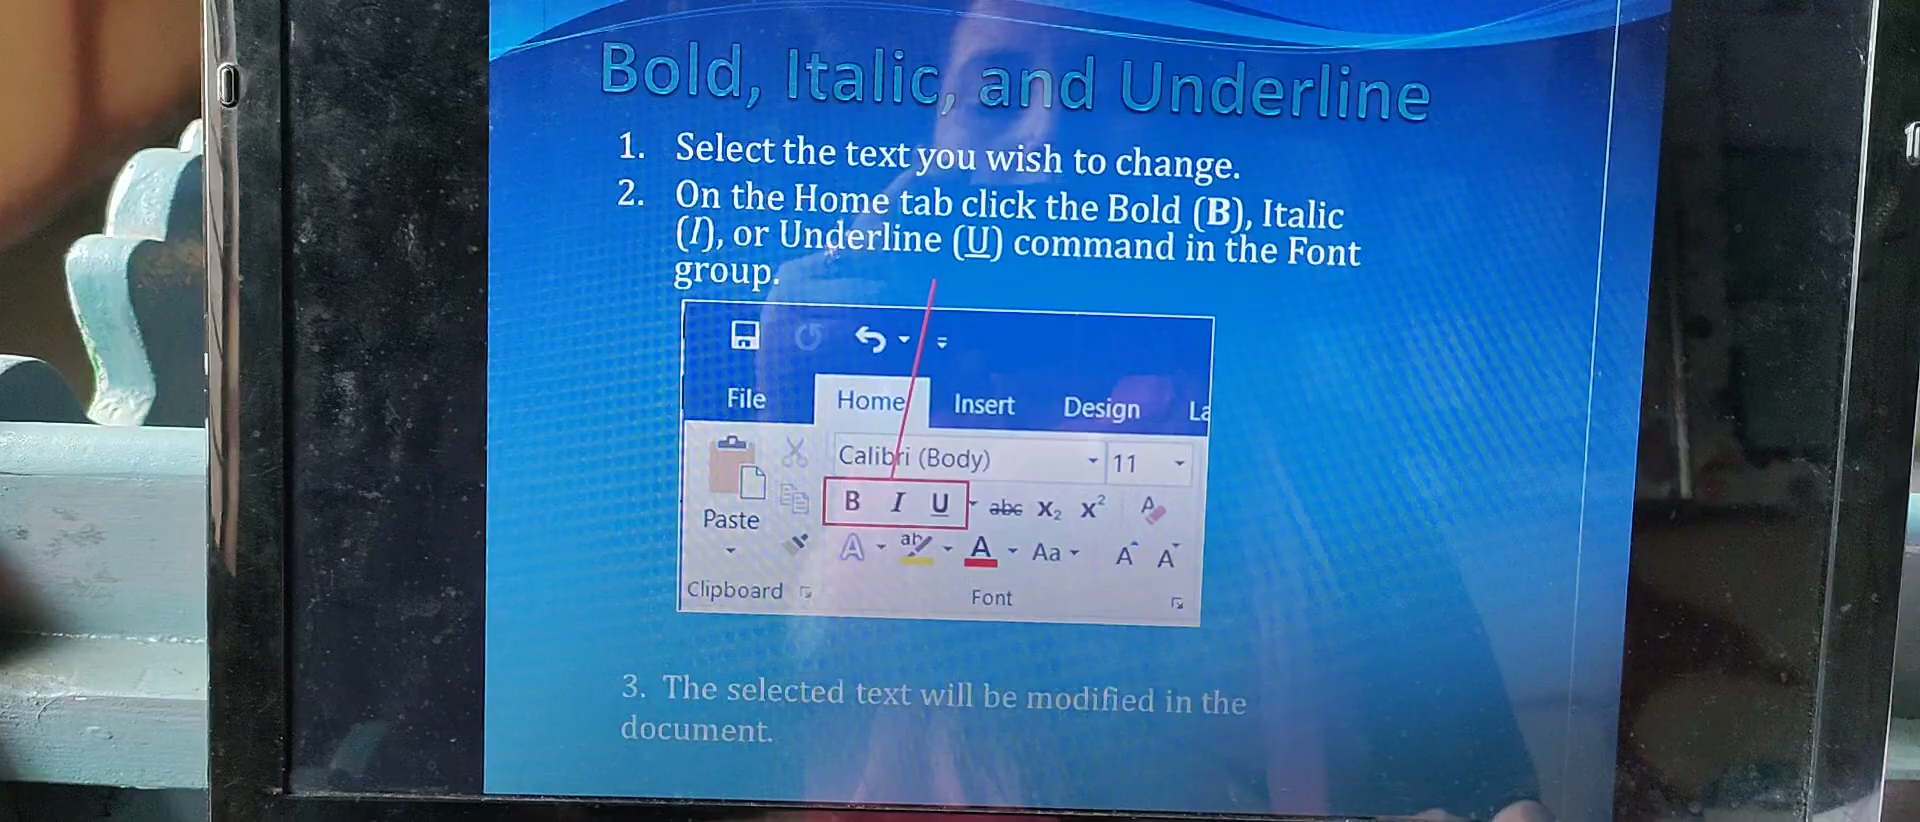 Bold, Italic, and Underline
1. Select the text you wish to change.
2. On the Home tab click the Bold (B), Italic
(I), or Underline (U) command in the Font
group.
File Home Insert Design La
Calibri (Body) 11
B I U abc X₂ X² A
Paste
A ab A Aa A A
Clipboard Font
3. The selected text will be modified in the
document.